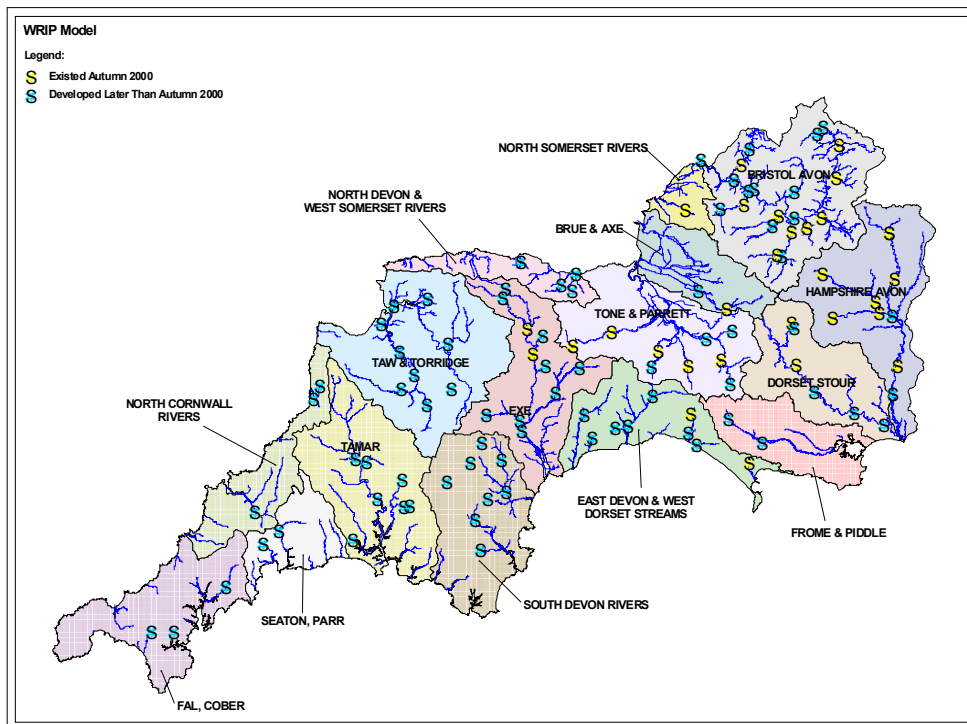 WRIP Model
Legend:
S Existed Autumn 2000
S Developed Later Than Autumn 2000
NORTH SOMERSET RIVERS
BRISTOL AVON
NORTH DEVON &
WEST SOMERSET RIVERS
BRUE & AXE
HAMPSHIRE AVON
TONE & PARRETT
TAW & TORRIDGE
DORSET STOUR
NORTH CORNWALL
RIVERS
EXE
TAMAR
EAST DEVON & WEST
DORSET STREAMS
FROME & PIDDLE
SEATON, PARR
SOUTH DEVON RIVERS
FAL, COBER